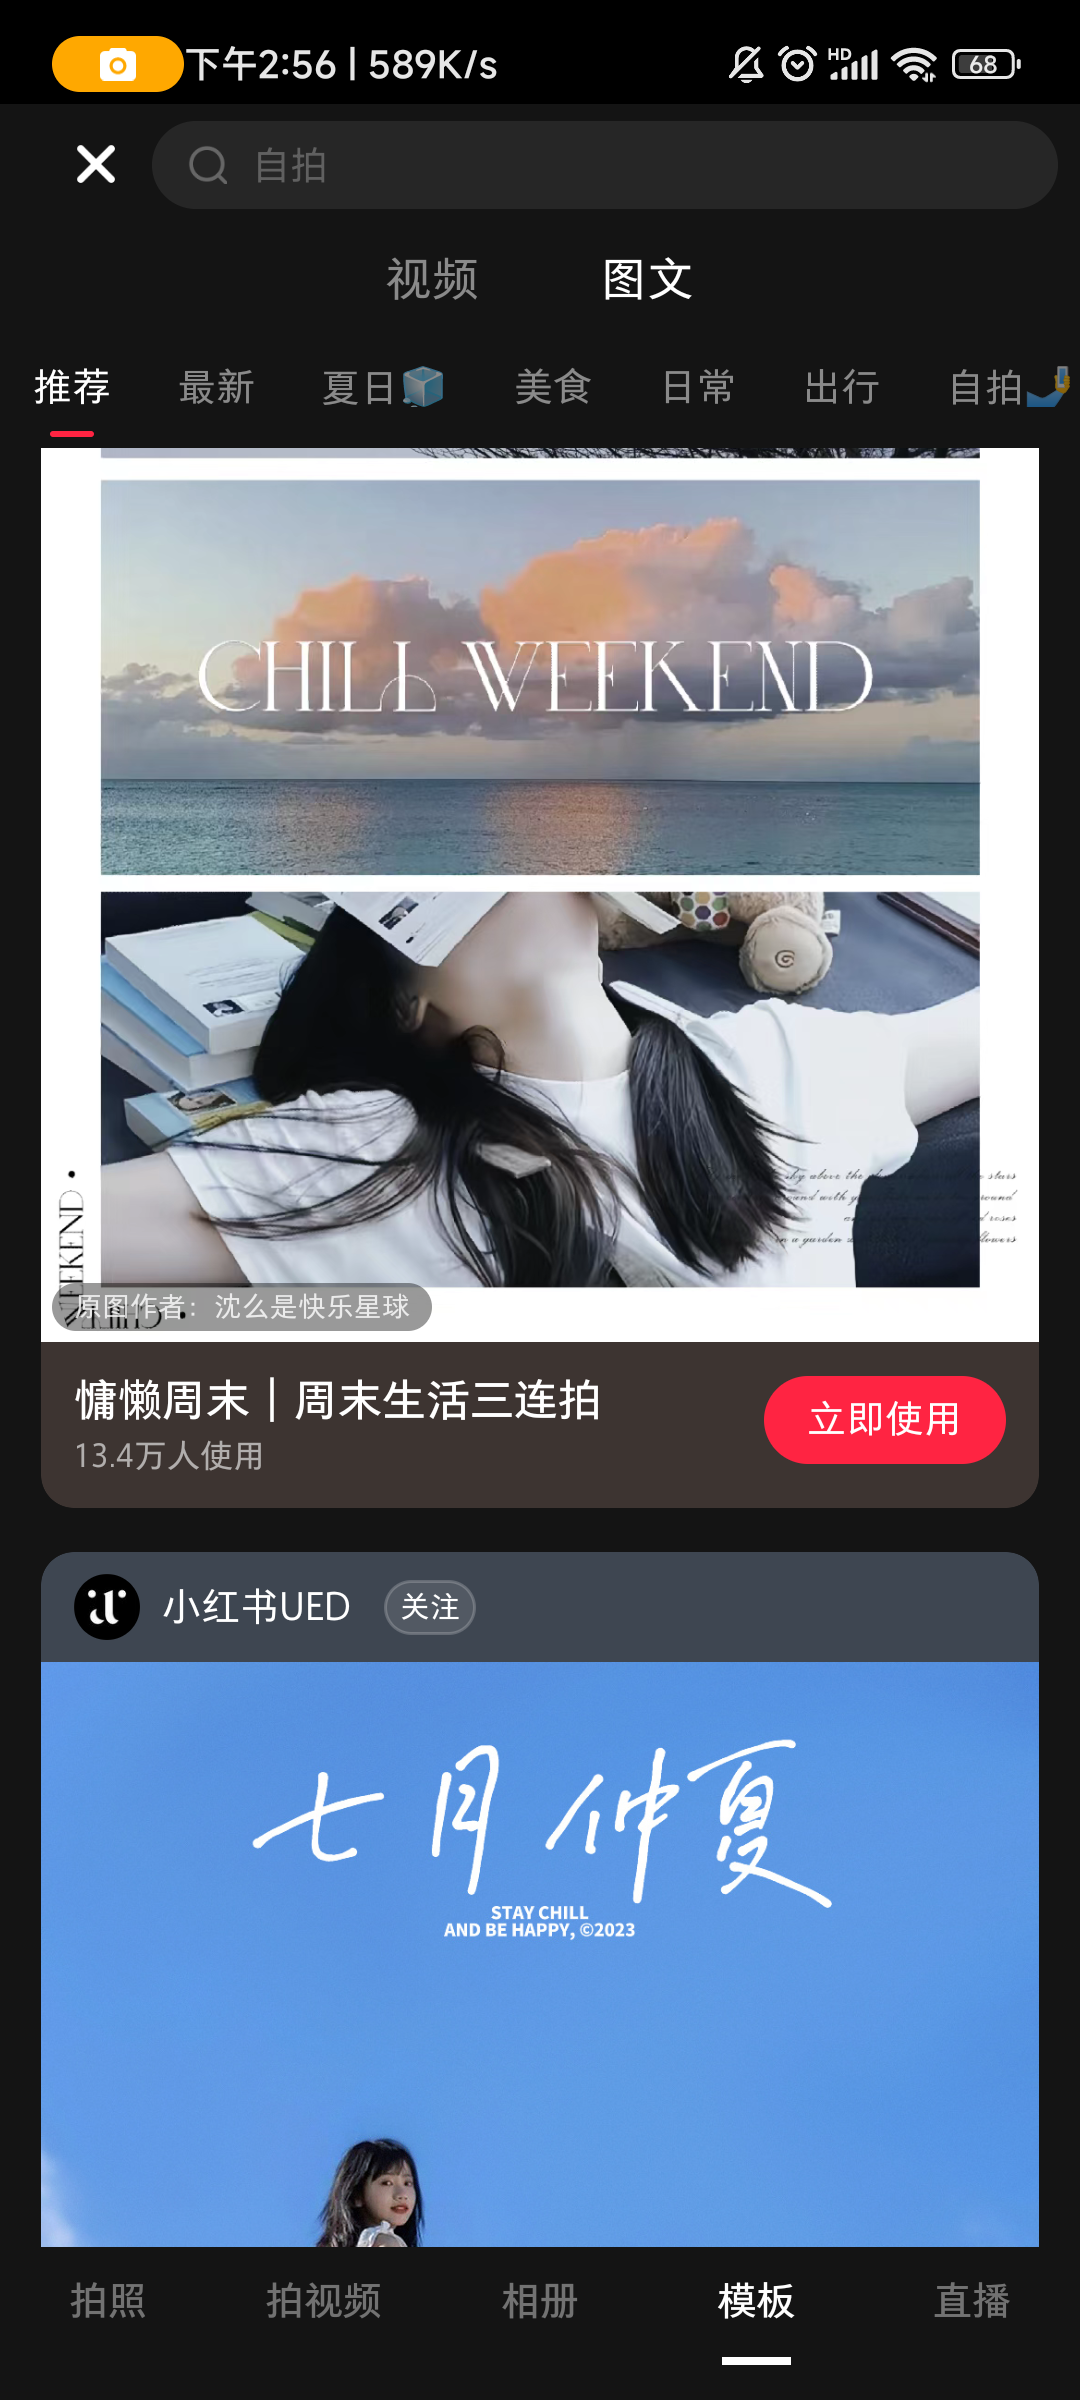 下午2:56 | 589K/s
HD
68
自拍
视频 图文
推荐 最新 夏日 美食 日常 出行 自拍
CHILL WEEKEND
WEEKEND
CHILL
原图作者：沈么是快乐星球
慵懒周末｜周末生活三连拍
13.4万人使用
立即使用
小红书UED
关注
七月仲夏
STAY CHILL
AND BE HAPPY, ©2023
拍照 拍视频 相册 模板 直播